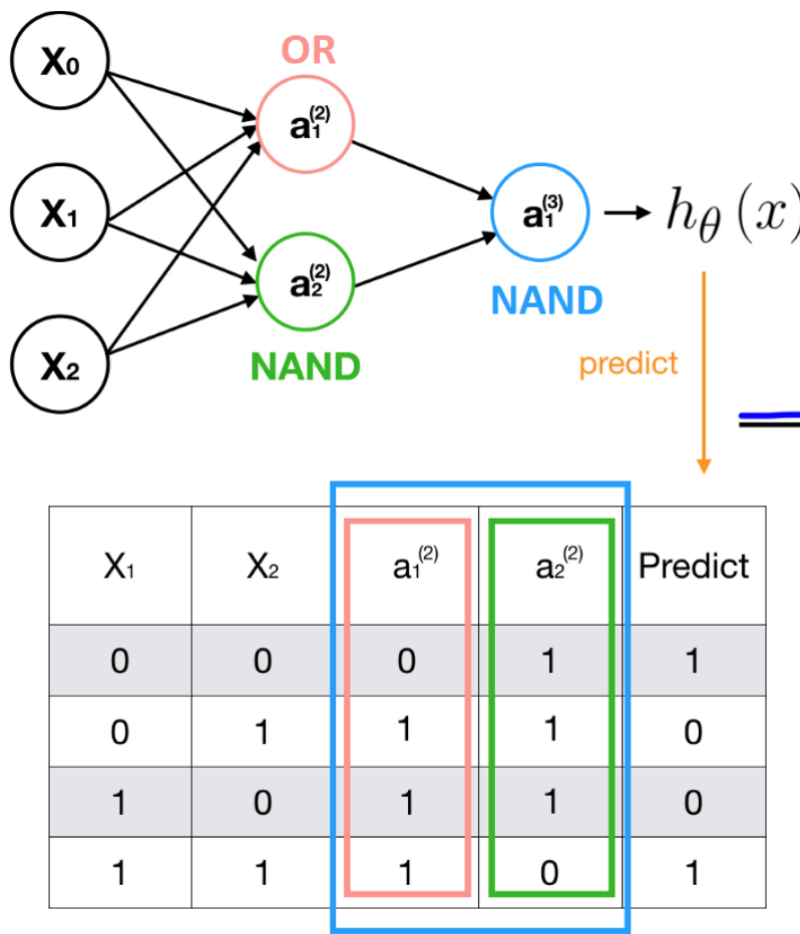 X₀
OR
a₁⁽²⁾
X₁
a₁⁽³⁾
h_θ (x)
a₂⁽²⁾
NAND
X₂
NAND
predict
X₁ X₂ a₁⁽²⁾ a₂⁽²⁾ Predict
0 0 0 1 1
0 1 1 1 0
1 0 1 1 0
1 1 1 0 1